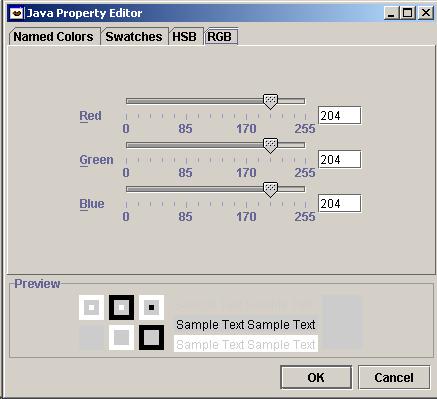 Java Property Editor
Named Colors Swatches HSB RGB
Red 204
0 85 170 255
Green 204
0 85 170 255
Blue 204
0 85 170 255
Preview
Sample Text Sample Text
Sample Text Sample Text
Sample Text Sample Text
OK Cancel